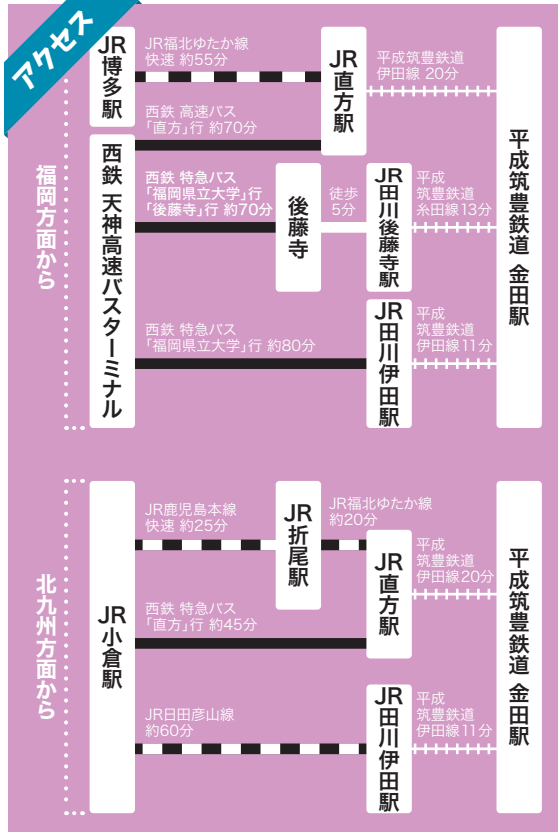 アクセス
福岡方面から
JR博多駅
JR福北ゆたか線
快速 約55分
JR直方駅
平成筑豊鉄道
伊田線 20分
西鉄 高速バス
「直方」行 約70分
西鉄 天神高速バスターミナル
西鉄 特急バス
「福岡県立大学」行
「後藤寺」行 約70分
後藤寺
徒歩
5分
JR田川後藤寺駅
平成
筑豊鉄道
糸田線13分
西鉄 特急バス
「福岡県立大学」行 約80分
JR田川伊田駅
平成
筑豊鉄道
伊田線11分
平成筑豊鉄道 金田駅
北九州方面から
JR小倉駅
JR鹿児島本線
快速 約25分
JR折尾駅
JR福北ゆたか線
約20分
JR直方駅
平成
筑豊鉄道
伊田線20分
西鉄 特急バス
「直方」行 約45分
JR日田彦山線
約60分
JR田川伊田駅
平成
筑豊鉄道
伊田線11分
平成筑豊鉄道 金田駅